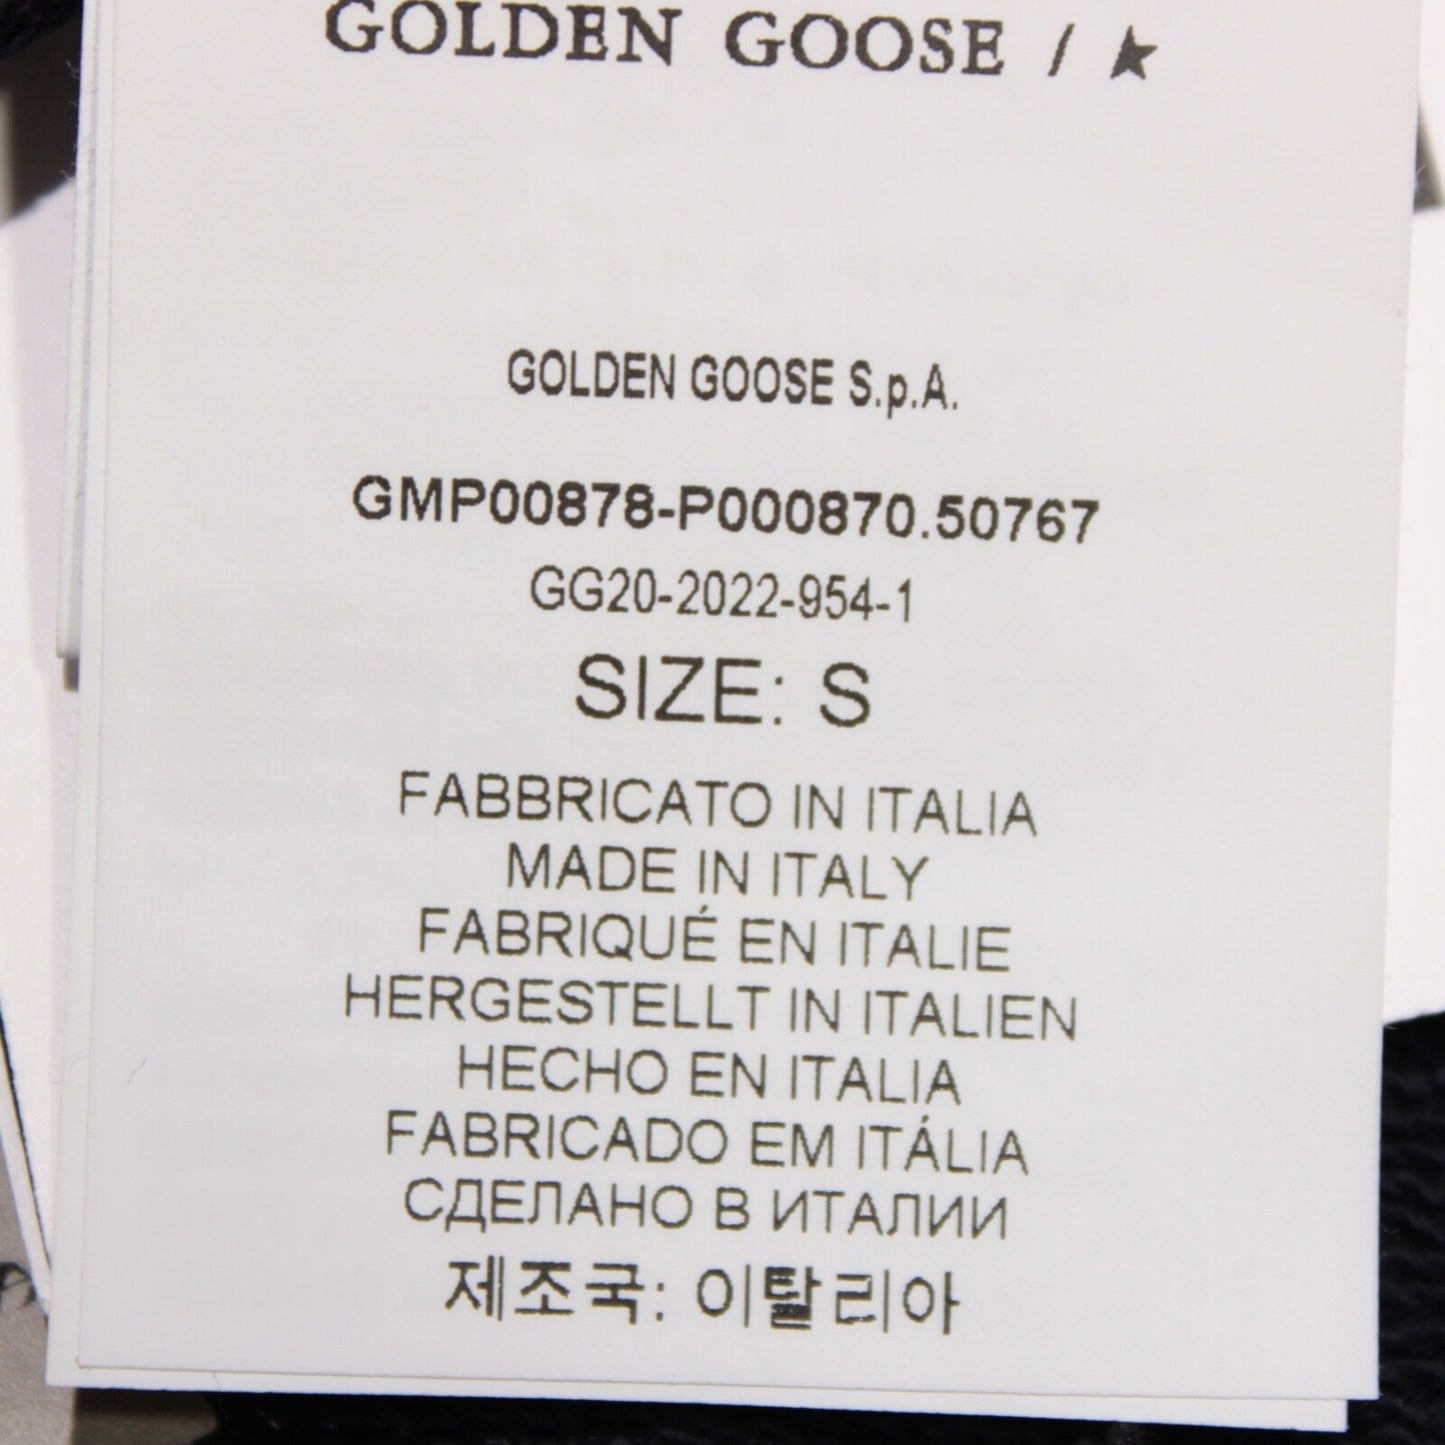 GOLDEN GOOSE / ★
GOLDEN GOOSE S.p.A.
GMP00878-P000870.50767
GG20-2022-954-1
SIZE: S
FABBRICATO IN ITALIA
MADE IN ITALY
FABRIQUÉ EN ITALIE
HERGESTELLT IN ITALIEN
HECHO EN ITALIA
FABRICADO EM ITÁLIA
СДЕЛАНО В ИТАЛИИ
제조국: 이탈리아